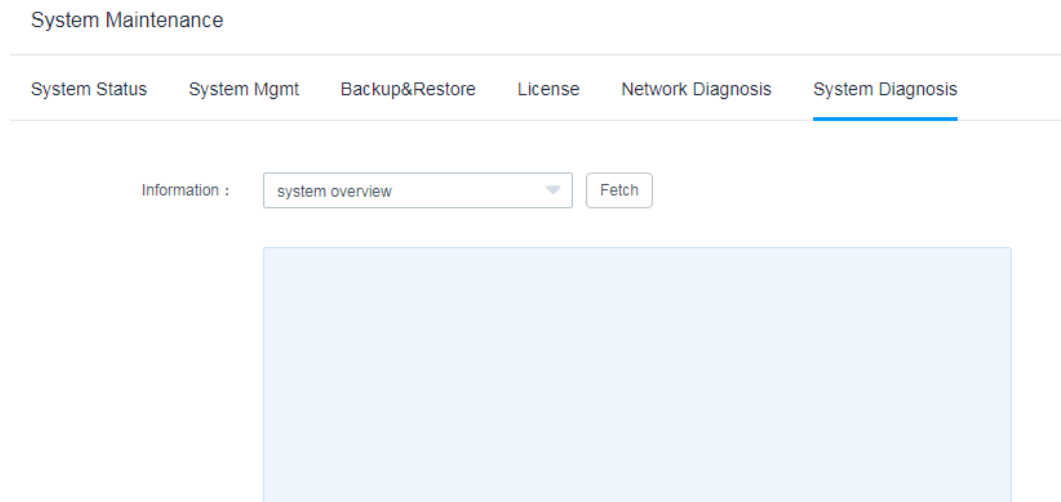 System Maintenance
System Status System Mgmt Backup&Restore License Network Diagnosis System Diagnosis
Information : system overview Fetch